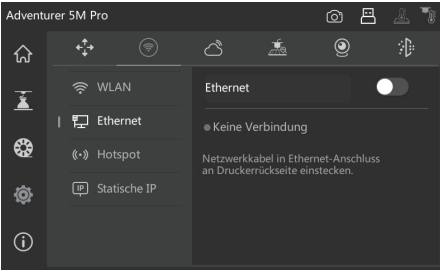 Adventurer 5M Pro
WLAN
Ethernet
Hotspot
IP Statische IP
Ethernet
Keine Verbindung
Netzwerkkabel in Ethernet-Anschluss
an Druckerrückseite einstecken.